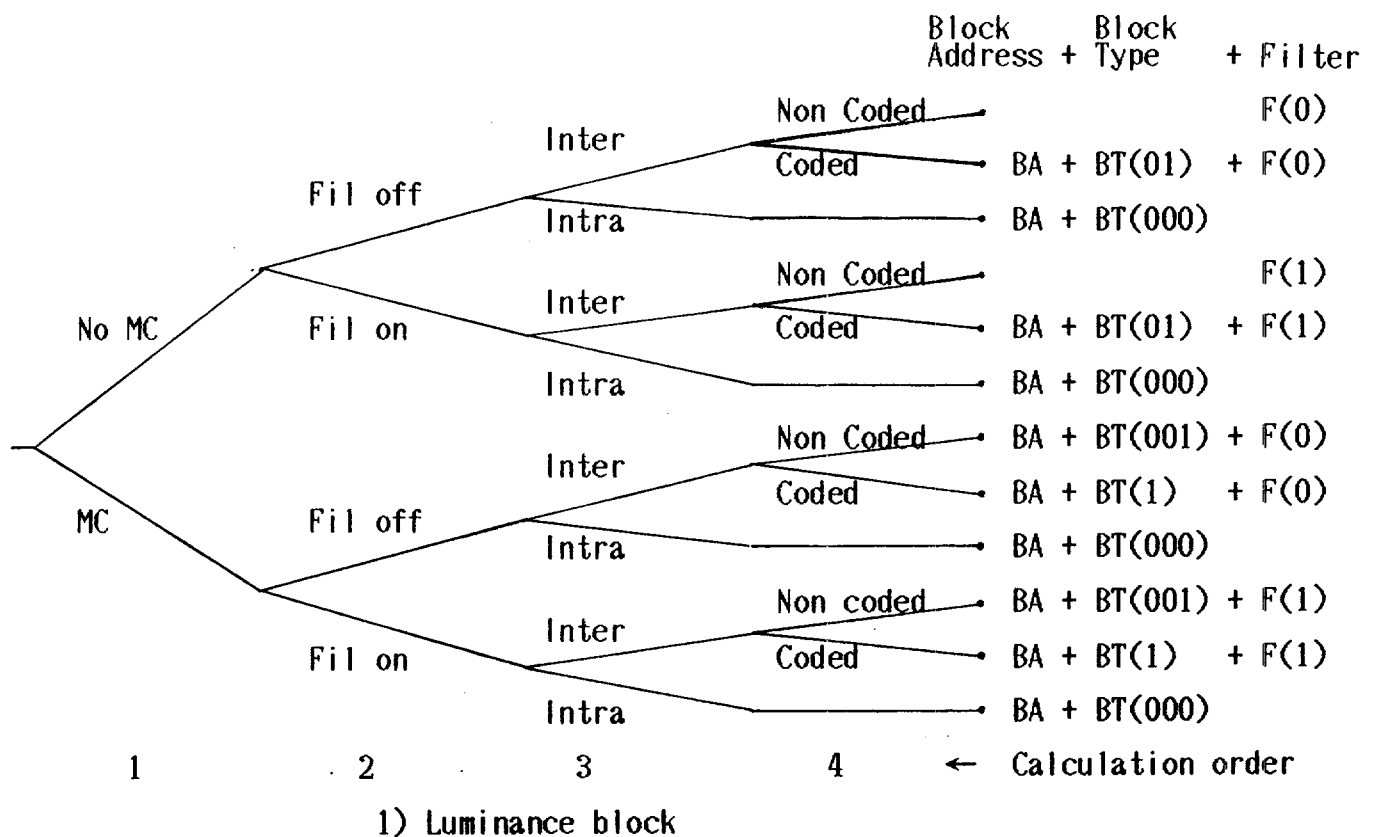 Block Block
Address + Type + Filter
Non Coded F(0)
Inter
Coded BA + BT(01) + F(0)
Fil off
Intra BA + BT(000)
Non Coded F(1)
Inter
No MC Fil on Coded BA + BT(01) + F(1)
Intra BA + BT(000)
Non Coded BA + BT(001) + F(0)
Inter
Coded BA + BT(1) + F(0)
MC Fil off
Intra BA + BT(000)
Non coded BA + BT(001) + F(1)
Inter
Fil on Coded BA + BT(1) + F(1)
Intra BA + BT(000)
1 2 3 4 ← Calculation order
1) Luminance block